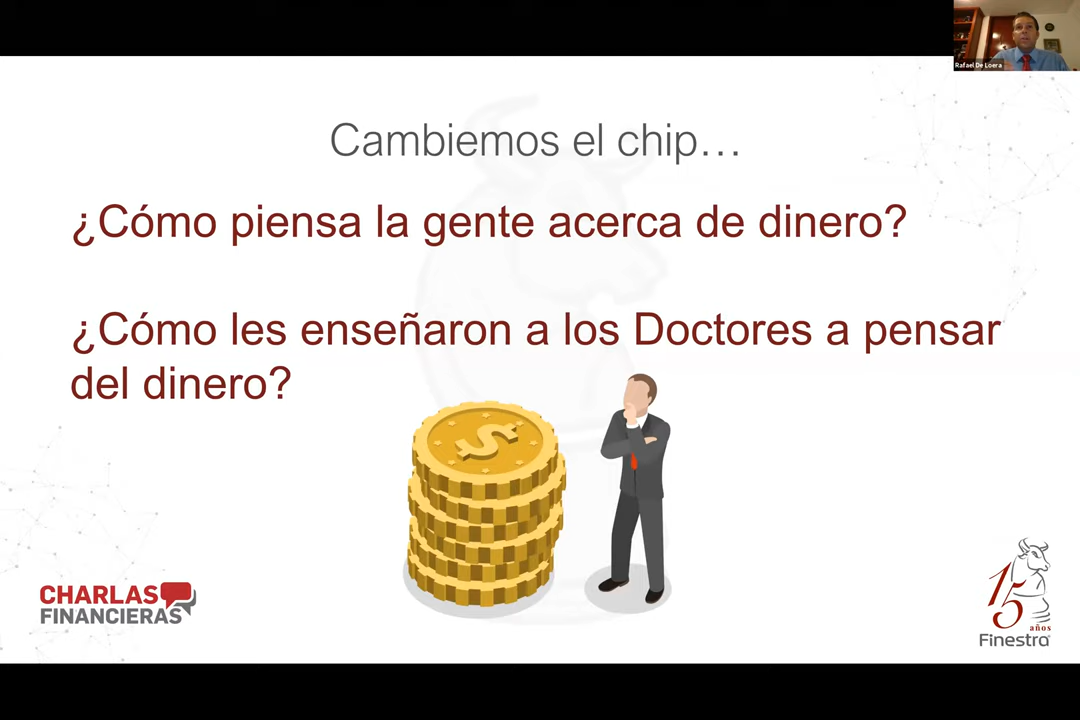 Rafael De Loera
Cambiemos el chip...
¿Cómo piensa la gente acerca de dinero?
¿Cómo les enseñaron a los Doctores a pensar
del dinero?
$
CHARLAS
FINANCIERAS
15
años
Finestra